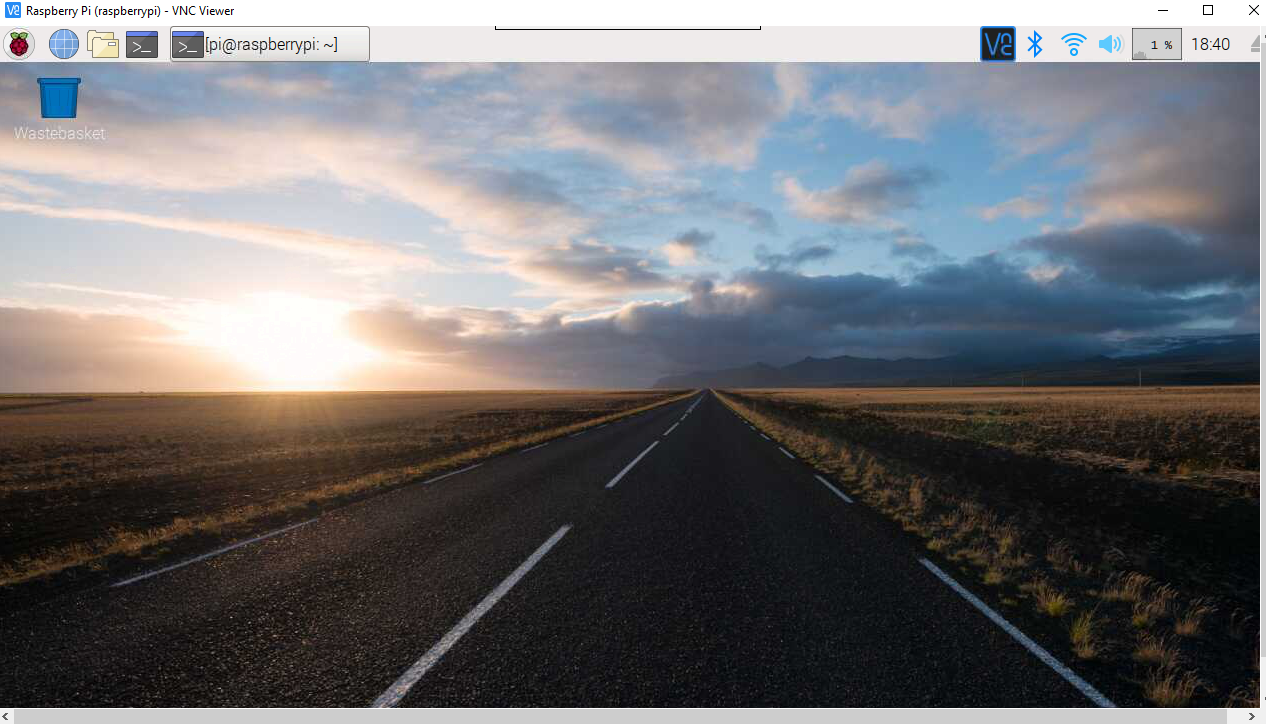 Raspberry Pi (raspberrypi) - VNC Viewer
[pi@raspberrypi: ~]
1 %
18:40
Wastebasket